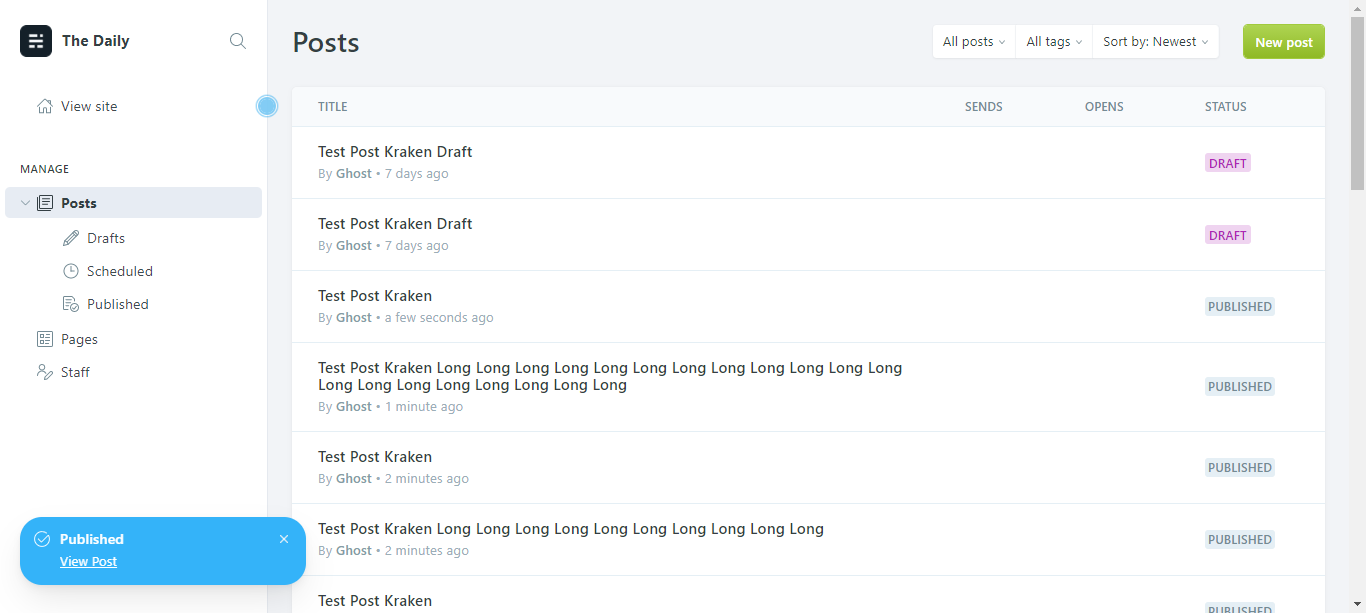 The Daily
View site
MANAGE
Posts
Drafts
Scheduled
Published
Pages
Staff
Published
View Post
Posts
All posts
All tags
Sort by: Newest
New post
TITLE SENDS OPENS STATUS
Test Post Kraken Draft
By Ghost • 7 days ago
DRAFT
Test Post Kraken Draft
By Ghost • 7 days ago
DRAFT
Test Post Kraken
By Ghost • a few seconds ago
PUBLISHED
Test Post Kraken Long Long Long Long Long Long Long Long Long Long Long Long
Long Long Long Long Long Long Long Long
By Ghost • 1 minute ago
PUBLISHED
Test Post Kraken
By Ghost • 2 minutes ago
PUBLISHED
Test Post Kraken Long Long Long Long Long Long Long Long Long Long
By Ghost • 2 minutes ago
PUBLISHED
Test Post Kraken
PUBLISHED